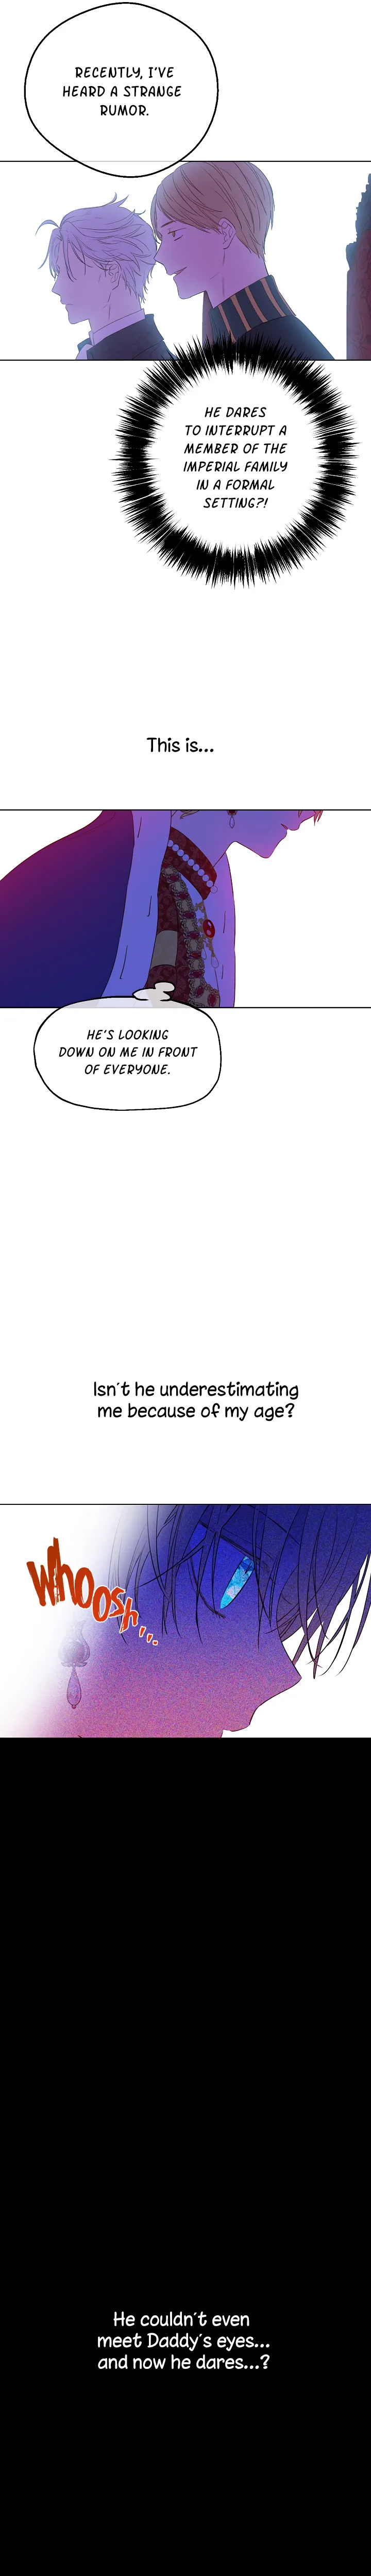 RECENTLY, I'VE
HEARD A STRANGE
RUMOR.
HE DARES
TO INTERRUPT A
MEMBER OF THE
IMPERIAL FAMILY
IN A FORMAL
SETTING?!
This is...
HE'S LOOKING
DOWN ON ME IN FRONT
OF EVERYONE.
Isn't he underestimating
me because of my age?
WHOOSH...
He couldn't even
meet Daddy's eyes...
and now he dares...?